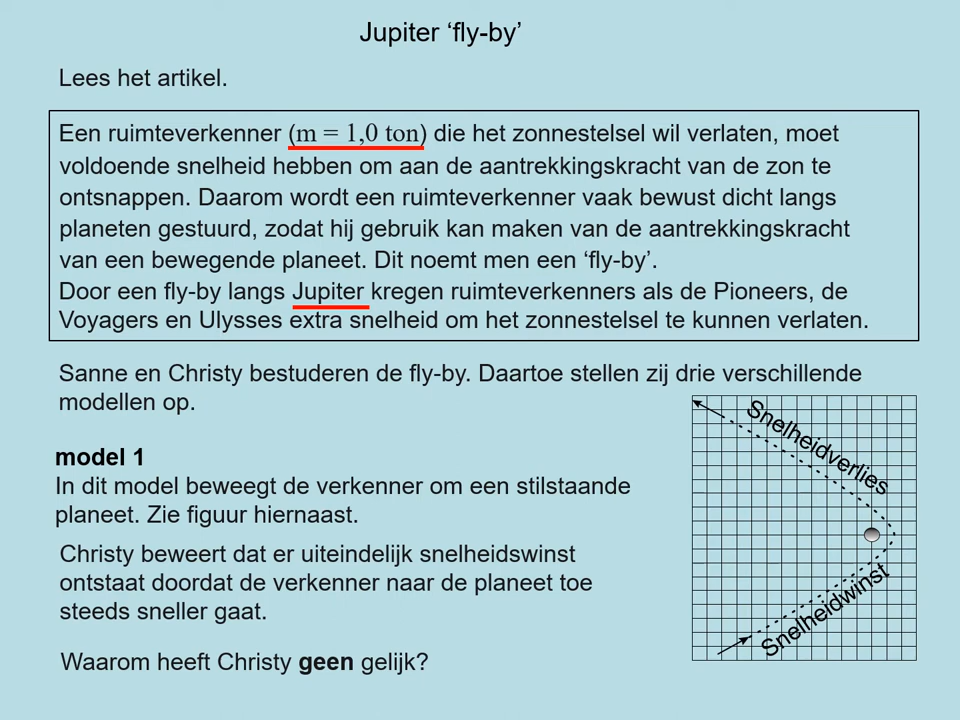 Jupiter ‘fly-by’
Lees het artikel.
Een ruimteverkenner (m = 1,0 ton) die het zonnestelsel wil verlaten, moet
voldoende snelheid hebben om aan de aantrekkingskracht van de zon te
ontsnappen. Daarom wordt een ruimteverkenner vaak bewust dicht langs
planeten gestuurd, zodat hij gebruik kan maken van de aantrekkingskracht
van een bewegende planeet. Dit noemt men een ‘fly-by’.
Door een fly-by langs Jupiter kregen ruimteverkenners als de Pioneers, de
Voyagers en Ulysses extra snelheid om het zonnestelsel te kunnen verlaten.
Sanne en Christy bestuderen de fly-by. Daartoe stellen zij drie verschillende
modellen op.
model 1
In dit model beweegt de verkenner om een stilstaande
planeet. Zie figuur hiernaast.
Christy beweert dat er uiteindelijk snelheidswinst
ontstaat doordat de verkenner naar de planeet toe
steeds sneller gaat.
Waarom heeft Christy geen gelijk?
Snelheidverlies
Snelheidwinst